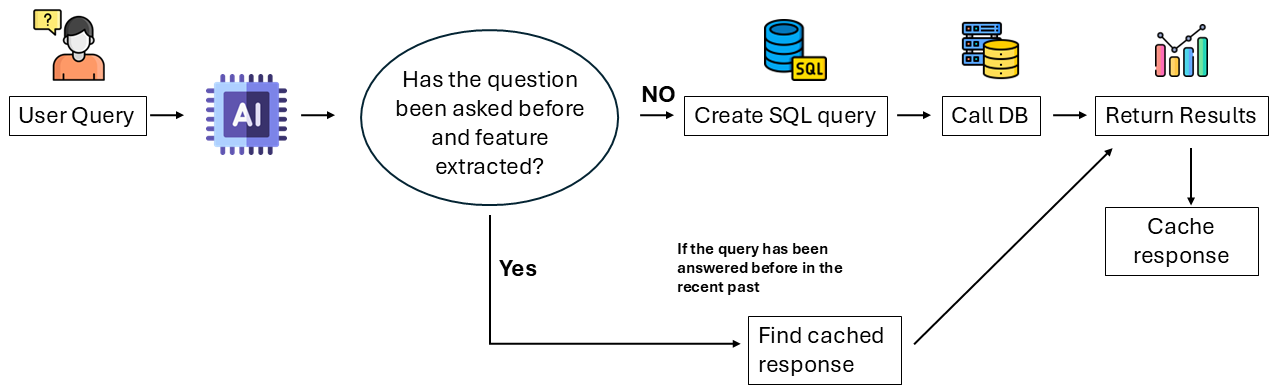 ?
User Query
AI
Has the question
been asked before
and feature
extracted?
NO
SQL
Create SQL query
Call DB
Return Results
Cache
response
Yes
If the query has been
answered before in the
recent past
Find cached
response